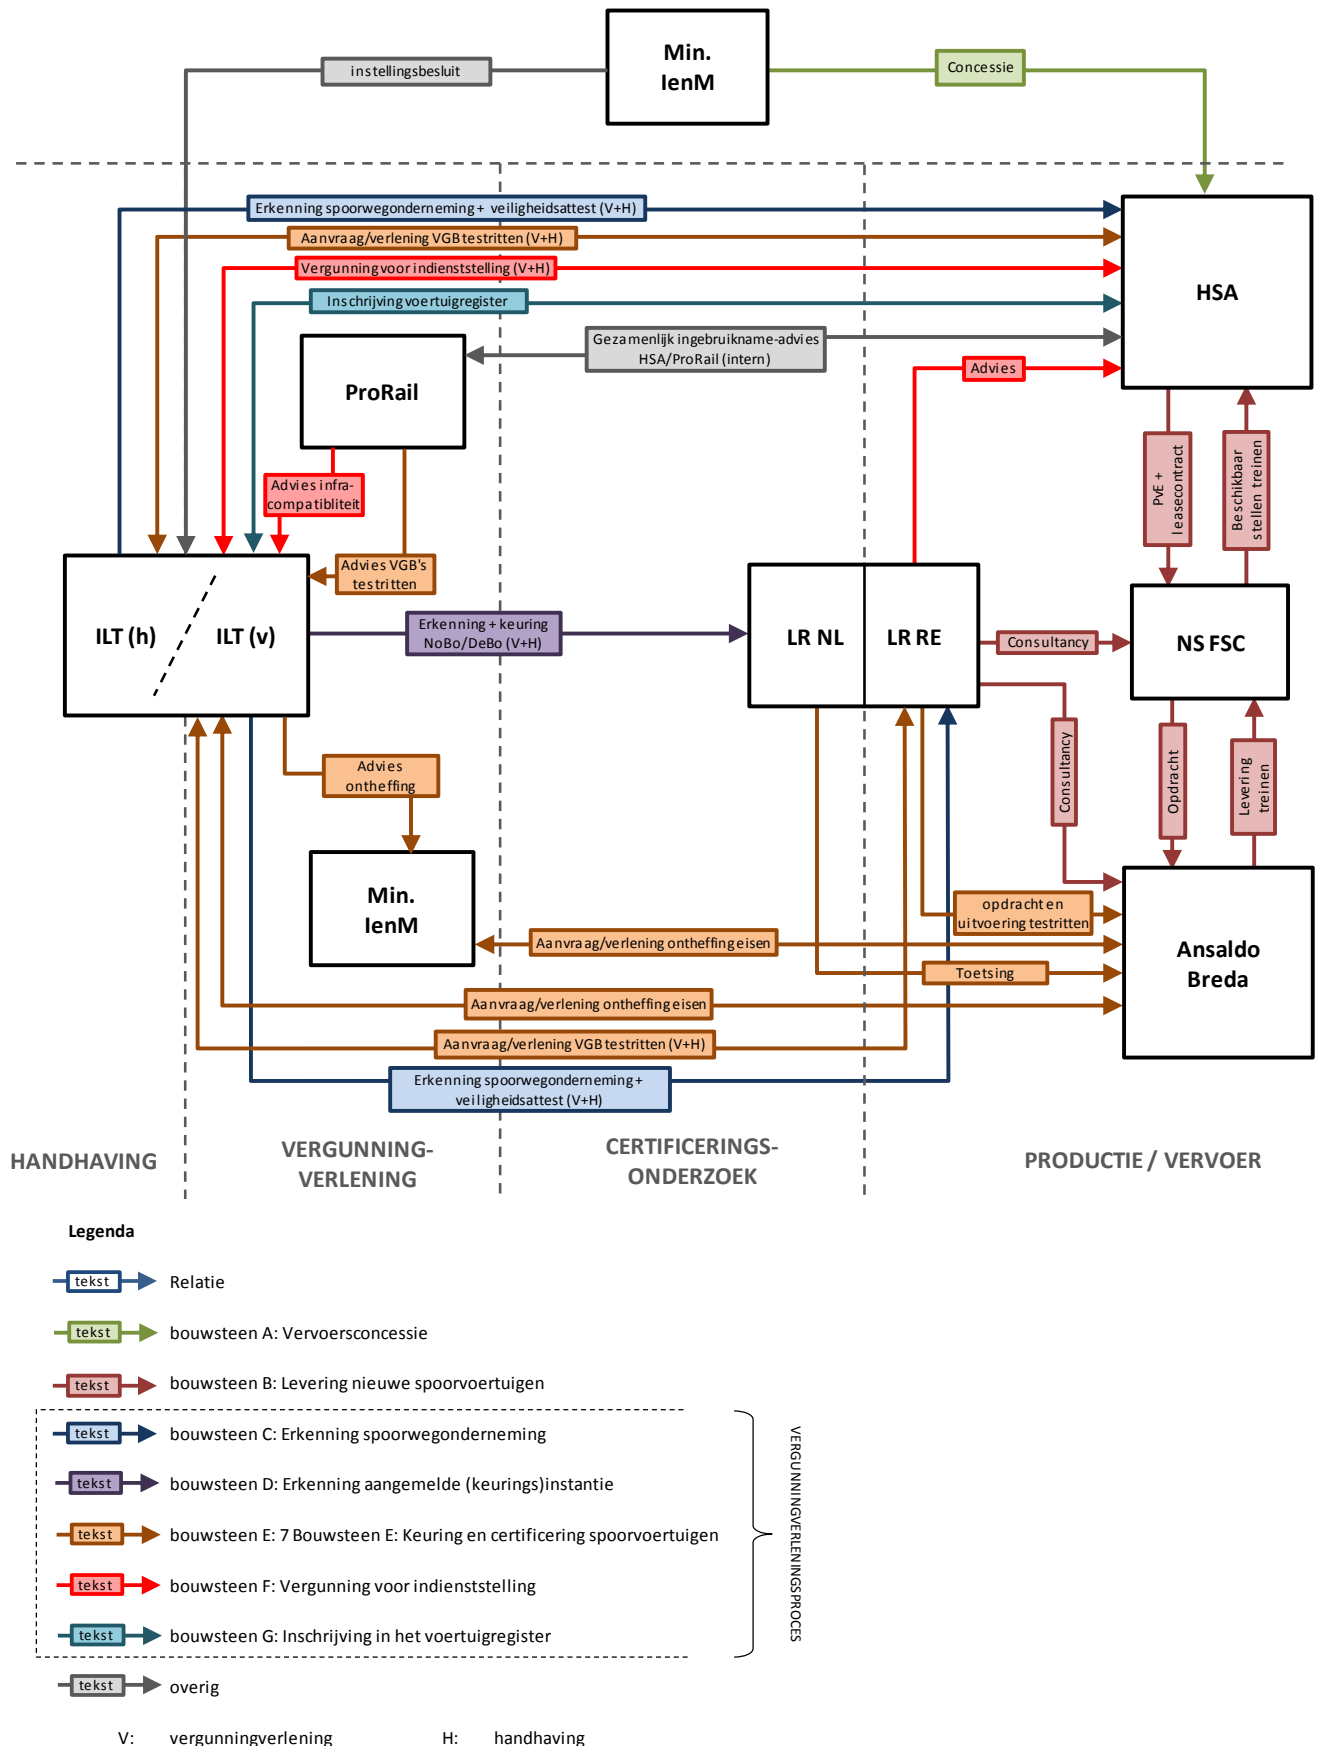 Min.
IenM
instellingsbesluit
Concessie
Erkenning spoorwegonderneming + veiligheidsattest (V+H)
Aanvraag/verlening VGB testritten (V+H)
Vergunning voor indienststelling (V+H)
Inschrijving voertuigregister
HSA
Gezamenlijk ingebruikname-advies
HSA/ProRail (intern)
ProRail
Advies
Advies infra-
compatibliteit
PvE +
leasecontract
Beschikbaar
stellen treinen
Advies VGB's
testritten
ILT (h)
ILT (v)
Erkenning + keuring
NoBo/DeBo (V+H)
LR NL
LR RE
Consultancy
NS FSC
Advies
ontheffing
Consultancy
Opdracht
Levering
treinen
Min.
IenM
opdracht en
uitvoering testritten
Aanvraag/verlening ontheffing eisen
Toetsing
Ansaldo
Breda
Aanvraag/verlening ontheffing eisen
Aanvraag/verlening VGB testritten (V+H)
Erkenning spoorwegonderneming +
veiligheidsattest (V+H)
HANDHAVING
VERGUNNING-
VERLENING
CERTIFICERINGS-
ONDERZOEK
PRODUCTIE / VERVOER
Legenda
tekst Relatie
tekst bouwsteen A: Vervoersconcessie
tekst bouwsteen B: Levering nieuwe spoorvoertuigen
tekst bouwsteen C: Erkenning spoorwegonderneming
tekst bouwsteen D: Erkenning aangemelde (keurings)instantie
tekst bouwsteen E: 7 Bouwsteen E: Keuring en certificering spoorvoertuigen
tekst bouwsteen F: Vergunning voor indienststelling
tekst bouwsteen G: Inschrijving in het voertuigregister
VERGUNNINGVERLENINGSPROCES
tekst overig
V: vergunningverlening H: handhaving